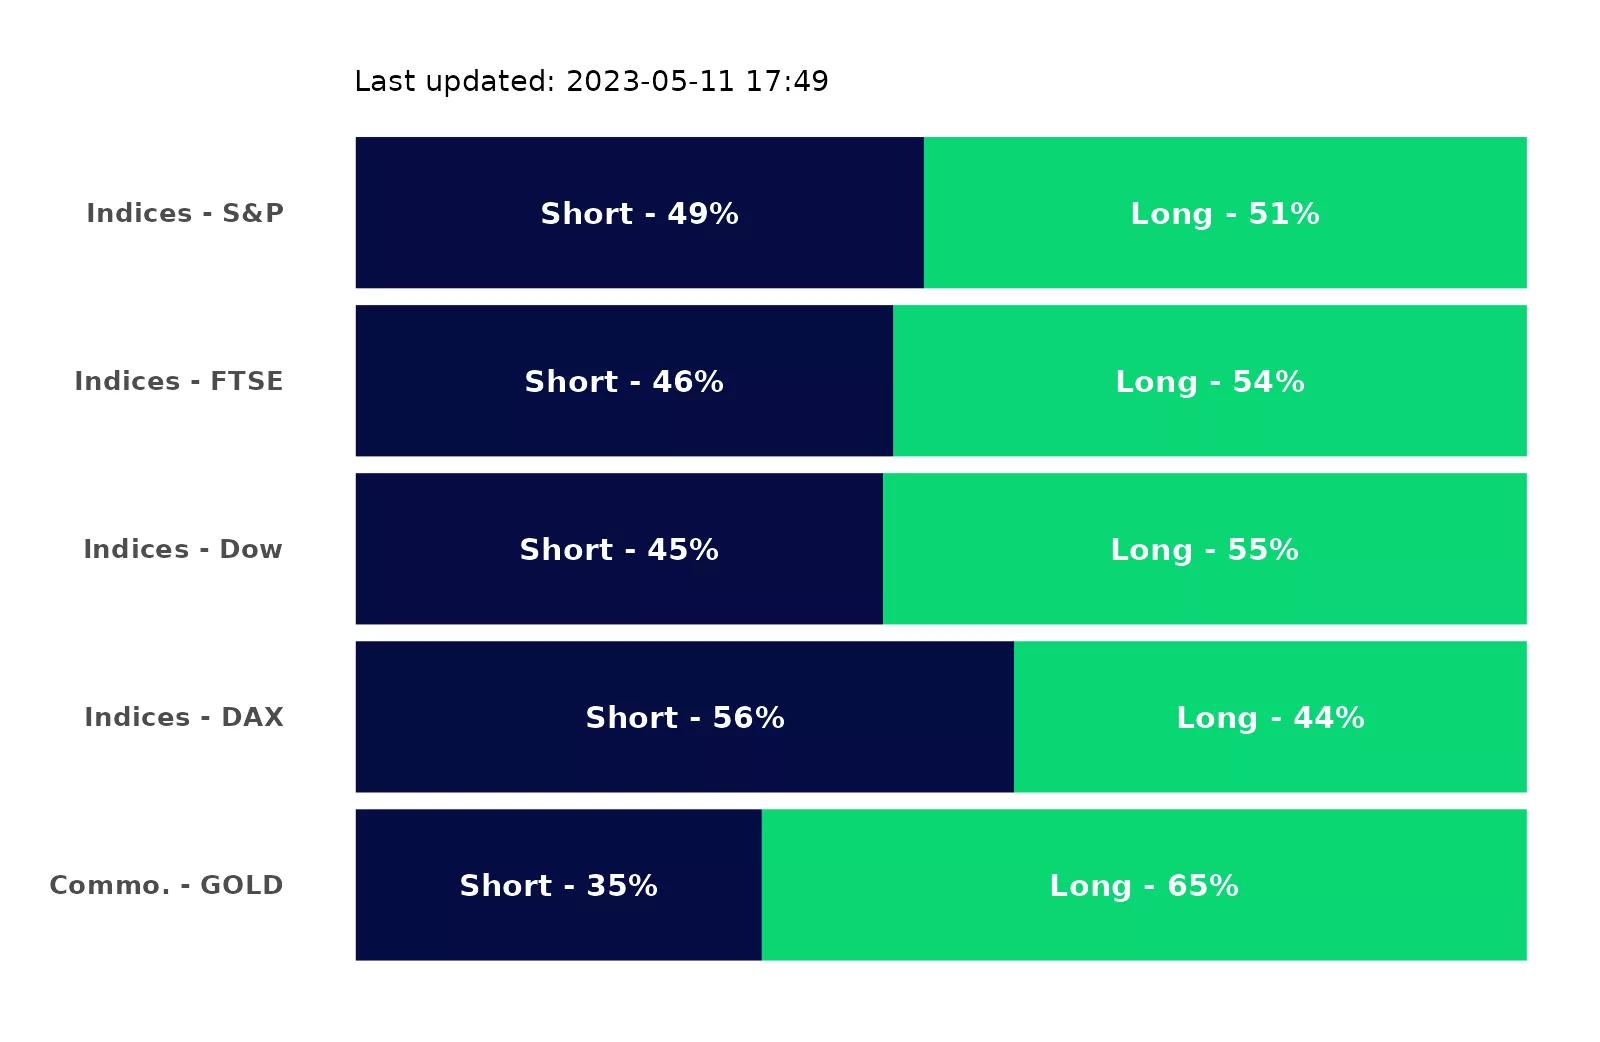 Last updated: 2023-05-11 17:49
Indices - S&P Short - 49% Long - 51%
Indices - FTSE Short - 46% Long - 54%
Indices - Dow Short - 45% Long - 55%
Indices - DAX Short - 56% Long - 44%
Commo. - GOLD Short - 35% Long - 65%